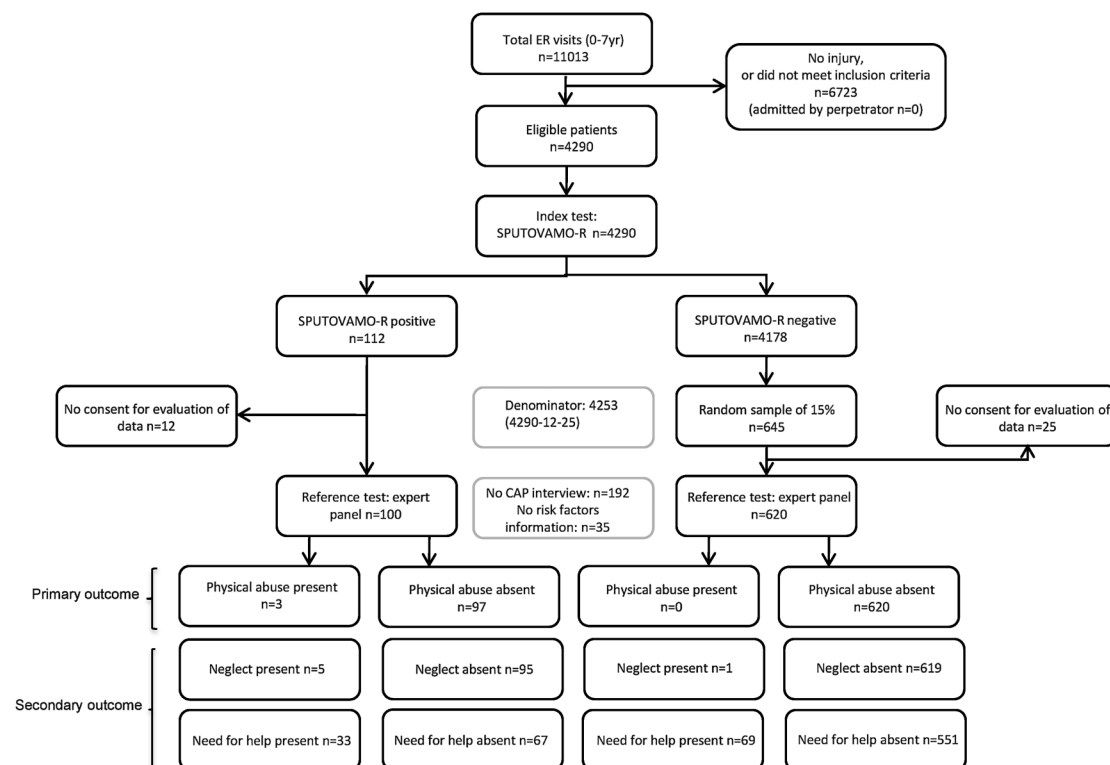 Total ER visits (0-7yr)
n=11013
No injury,
or did not meet inclusion criteria
n=6723
(admitted by perpetrator n=0)
Eligible patients
n=4290
Index test:
SPUTOVAMO-R n=4290
SPUTOVAMO-R positive
n=112
SPUTOVAMO-R negative
n=4178
No consent for evaluation of
data n=12
Denominator: 4253
(4290-12-25)
Random sample of 15%
n=645
No consent for evaluation of
data n=25
Reference test: expert
panel n=100
No CAP interview: n=192
No risk factors
information: n=35
Reference test: expert panel
n=620
Primary outcome
Physical abuse present
n=3
Physical abuse absent
n=97
Physical abuse present
n=0
Physical abuse absent
n=620
Secondary outcome
Neglect present n=5
Neglect absent n=95
Neglect present n=1
Neglect absent n=619
Need for help present n=33
Need for help absent n=67
Need for help present n=69
Need for help absent n=551